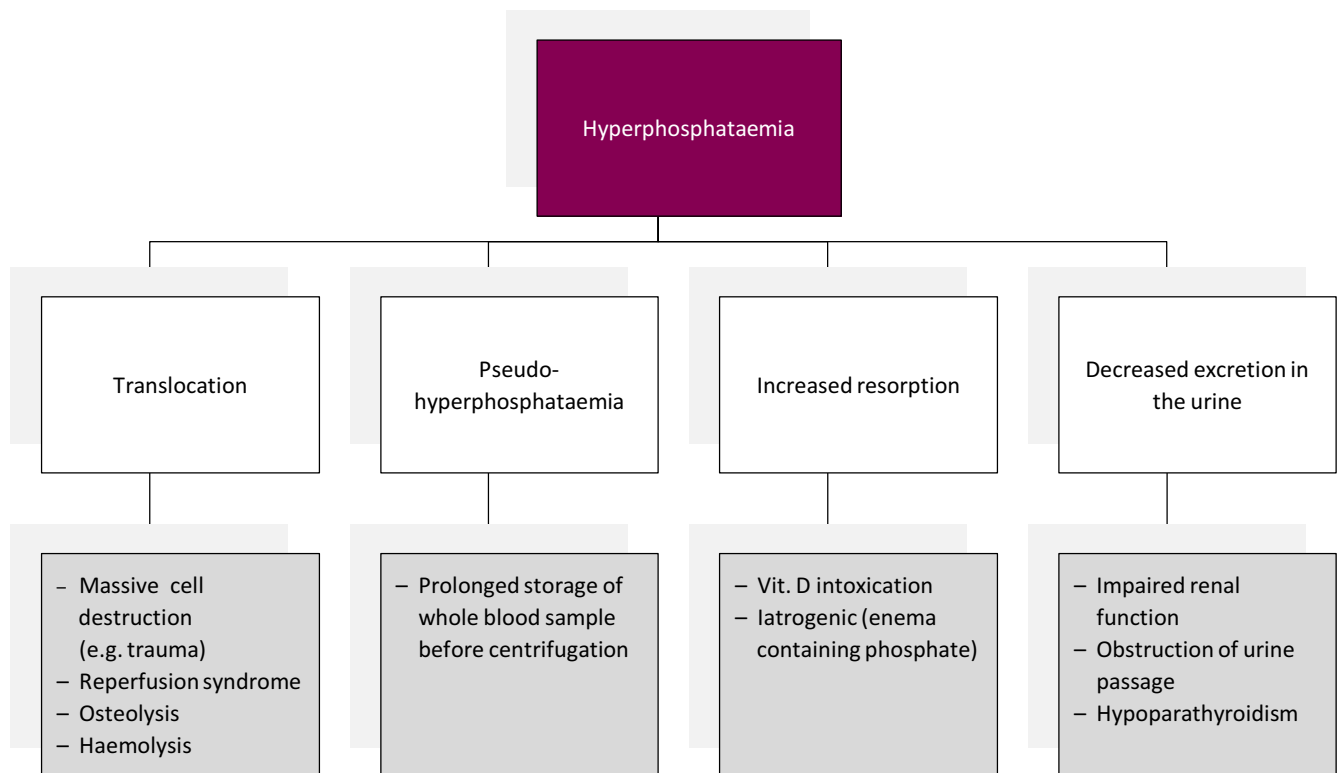 Hyperphosphataemia
Translocation
Pseudo-
hyperphosphataemia
Increased resorption
Decreased excretion in
the urine
– Massive cell
destruction
(e.g. trauma)
– Reperfusion syndrome
– Osteolysis
– Haemolysis
– Prolonged storage of
whole blood sample
before centrifugation
– Vit. D intoxication
– Iatrogenic (enema
containing phosphate)
– Impaired renal
function
– Obstruction of urine
passage
– Hypoparathyroidism